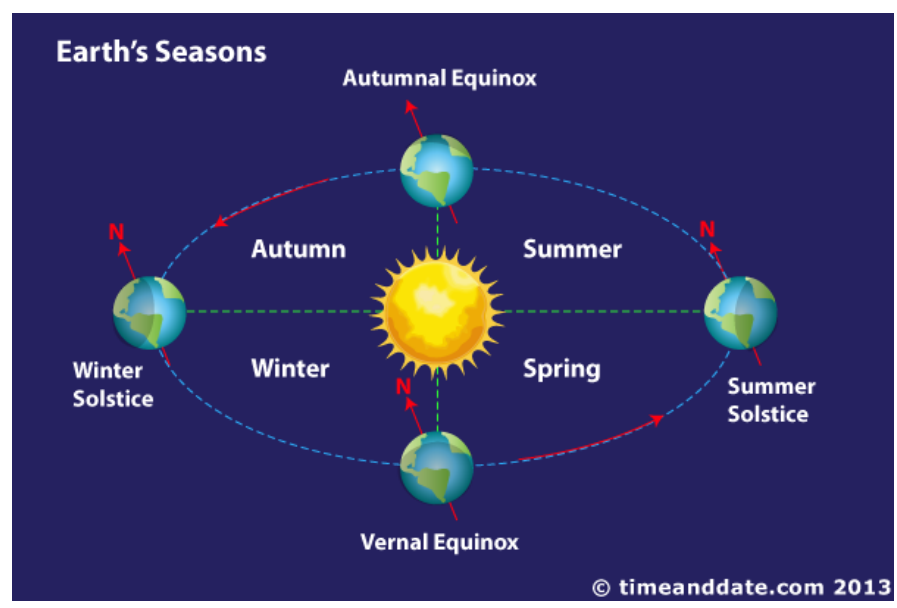 Earth's Seasons
Autumnal Equinox
N
N
Autumn
Summer
Winter
Solstice
Winter
Spring
Summer
Solstice
N
Vernal Equinox
© timeanddate.com 2013